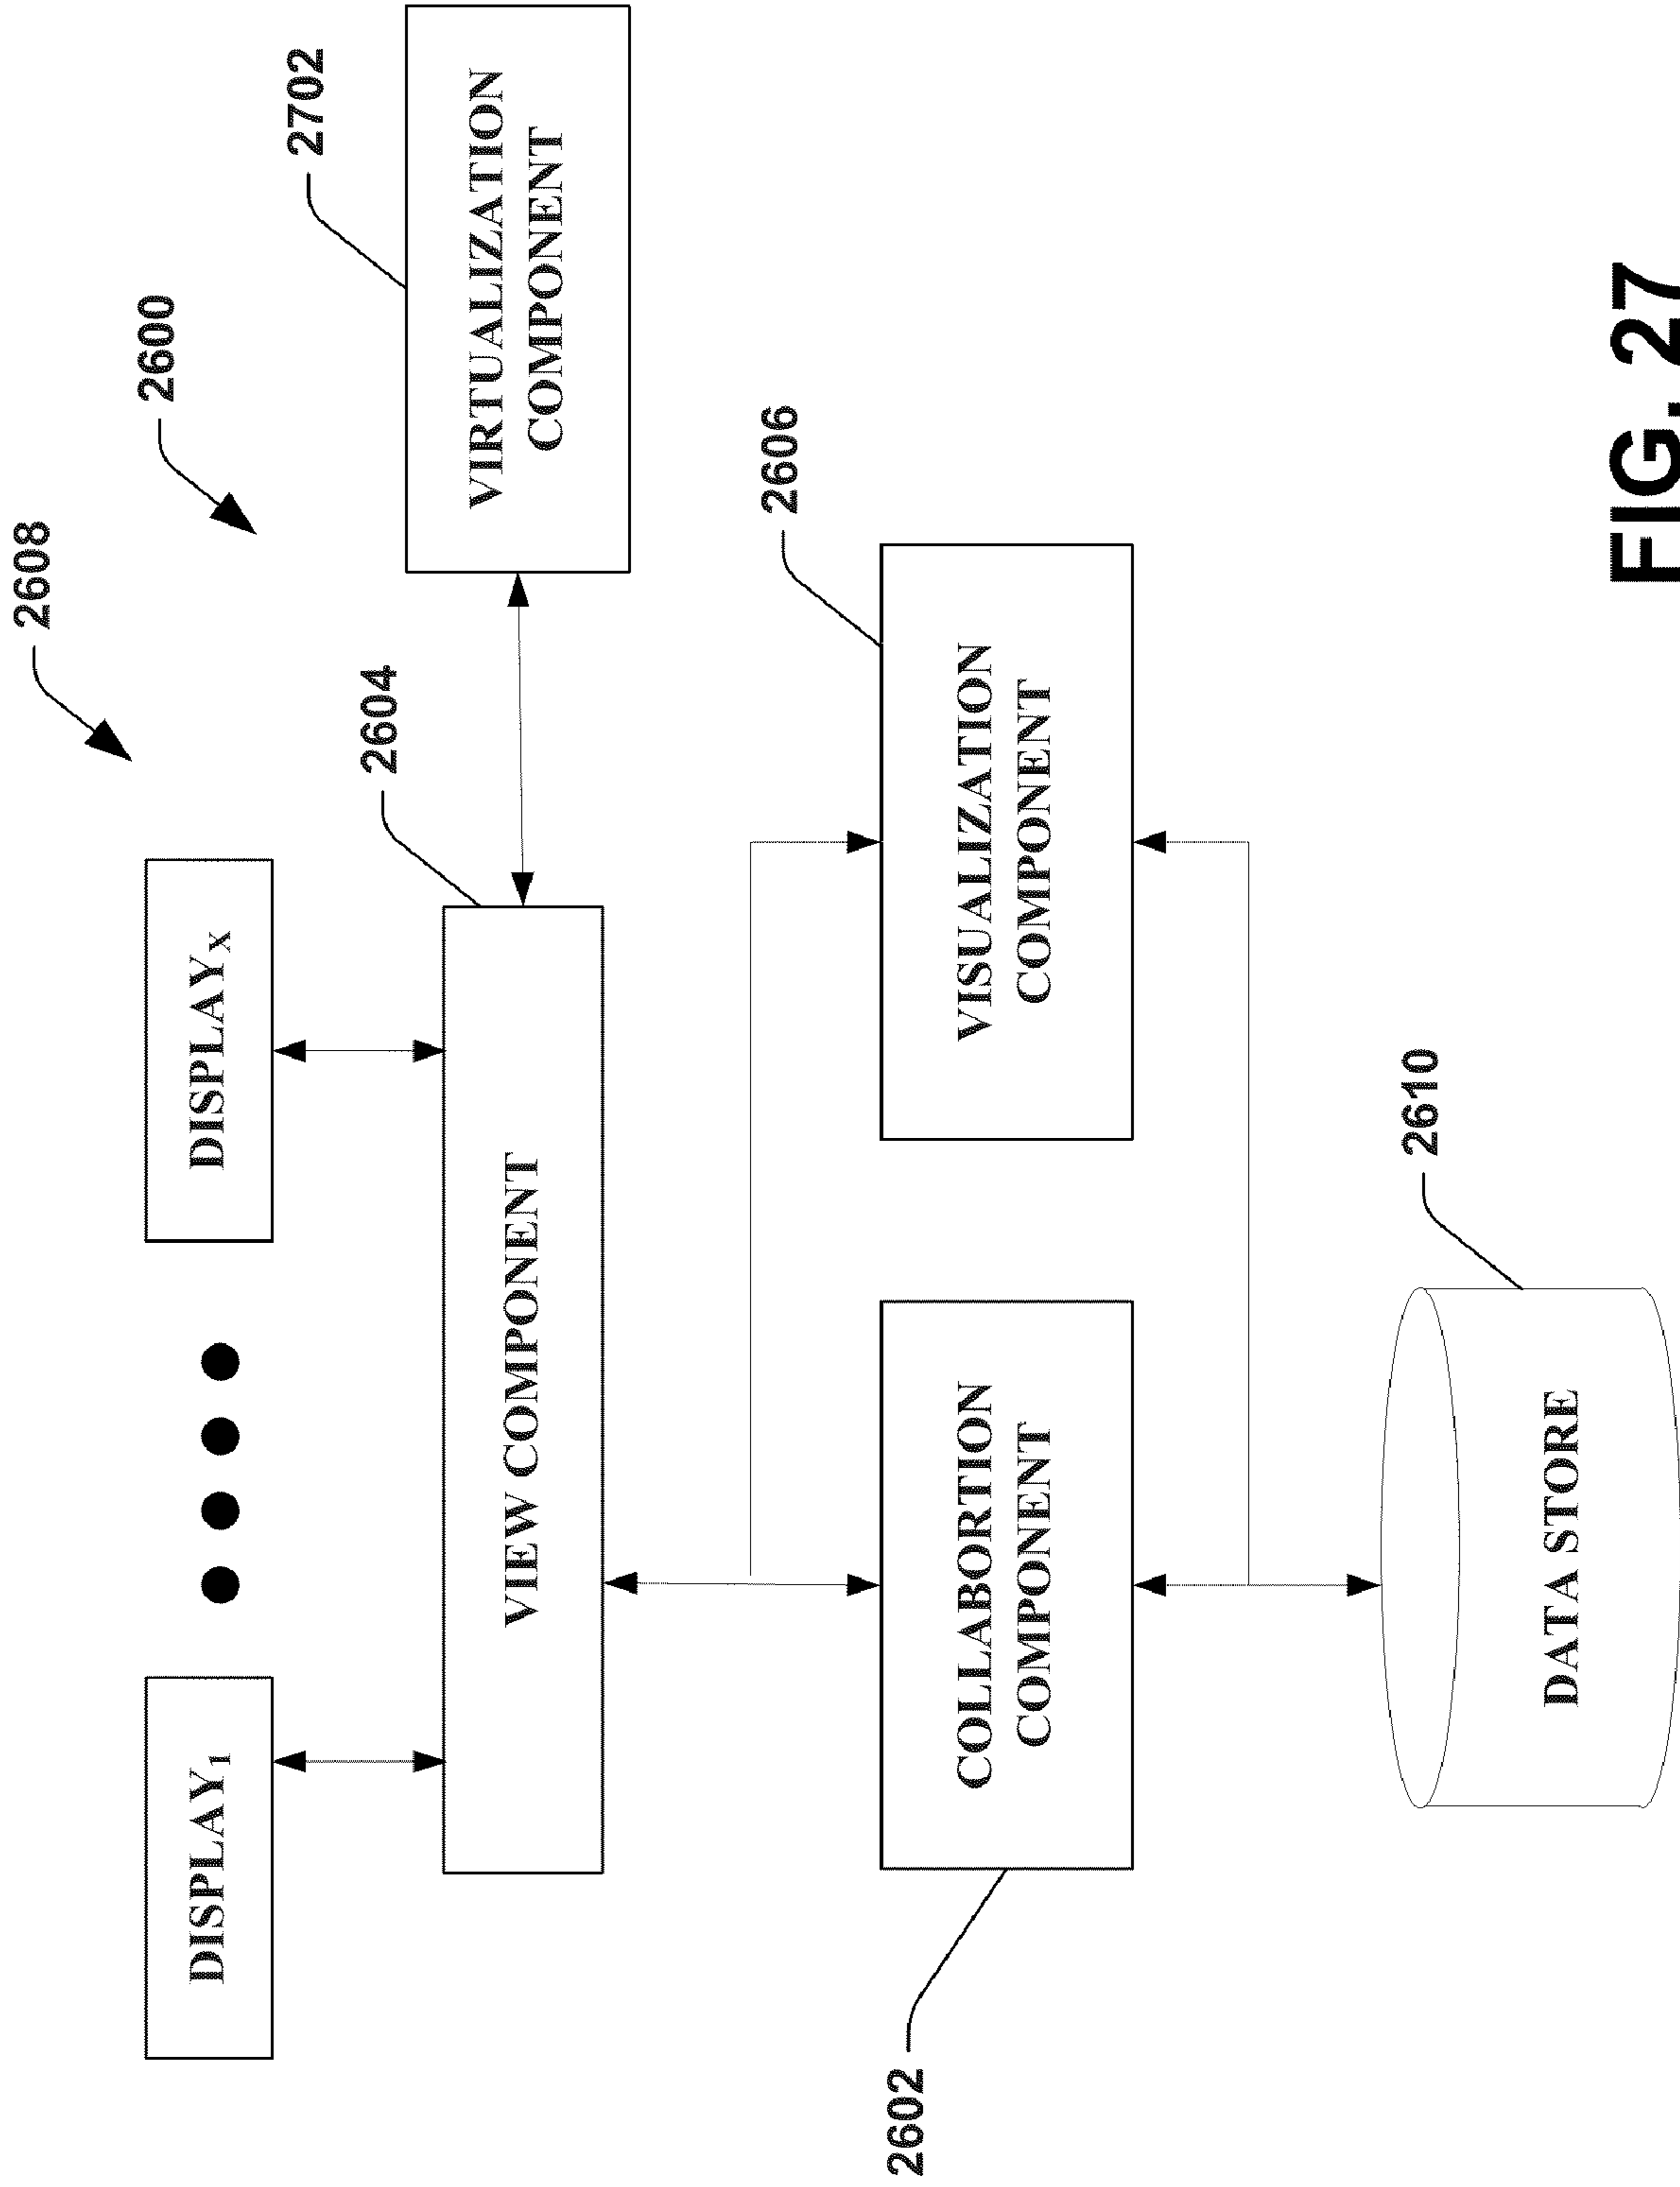 2608
2600
DISPLAY1
DISPLAYX
2604
2702
VIEW COMPONENT
VIRTUALIZATION
COMPONENT
2606
2602
COLLABORTION
COMPONENT
VISUALIZATION
COMPONENT
2610
DATA STORE
FIG. 27